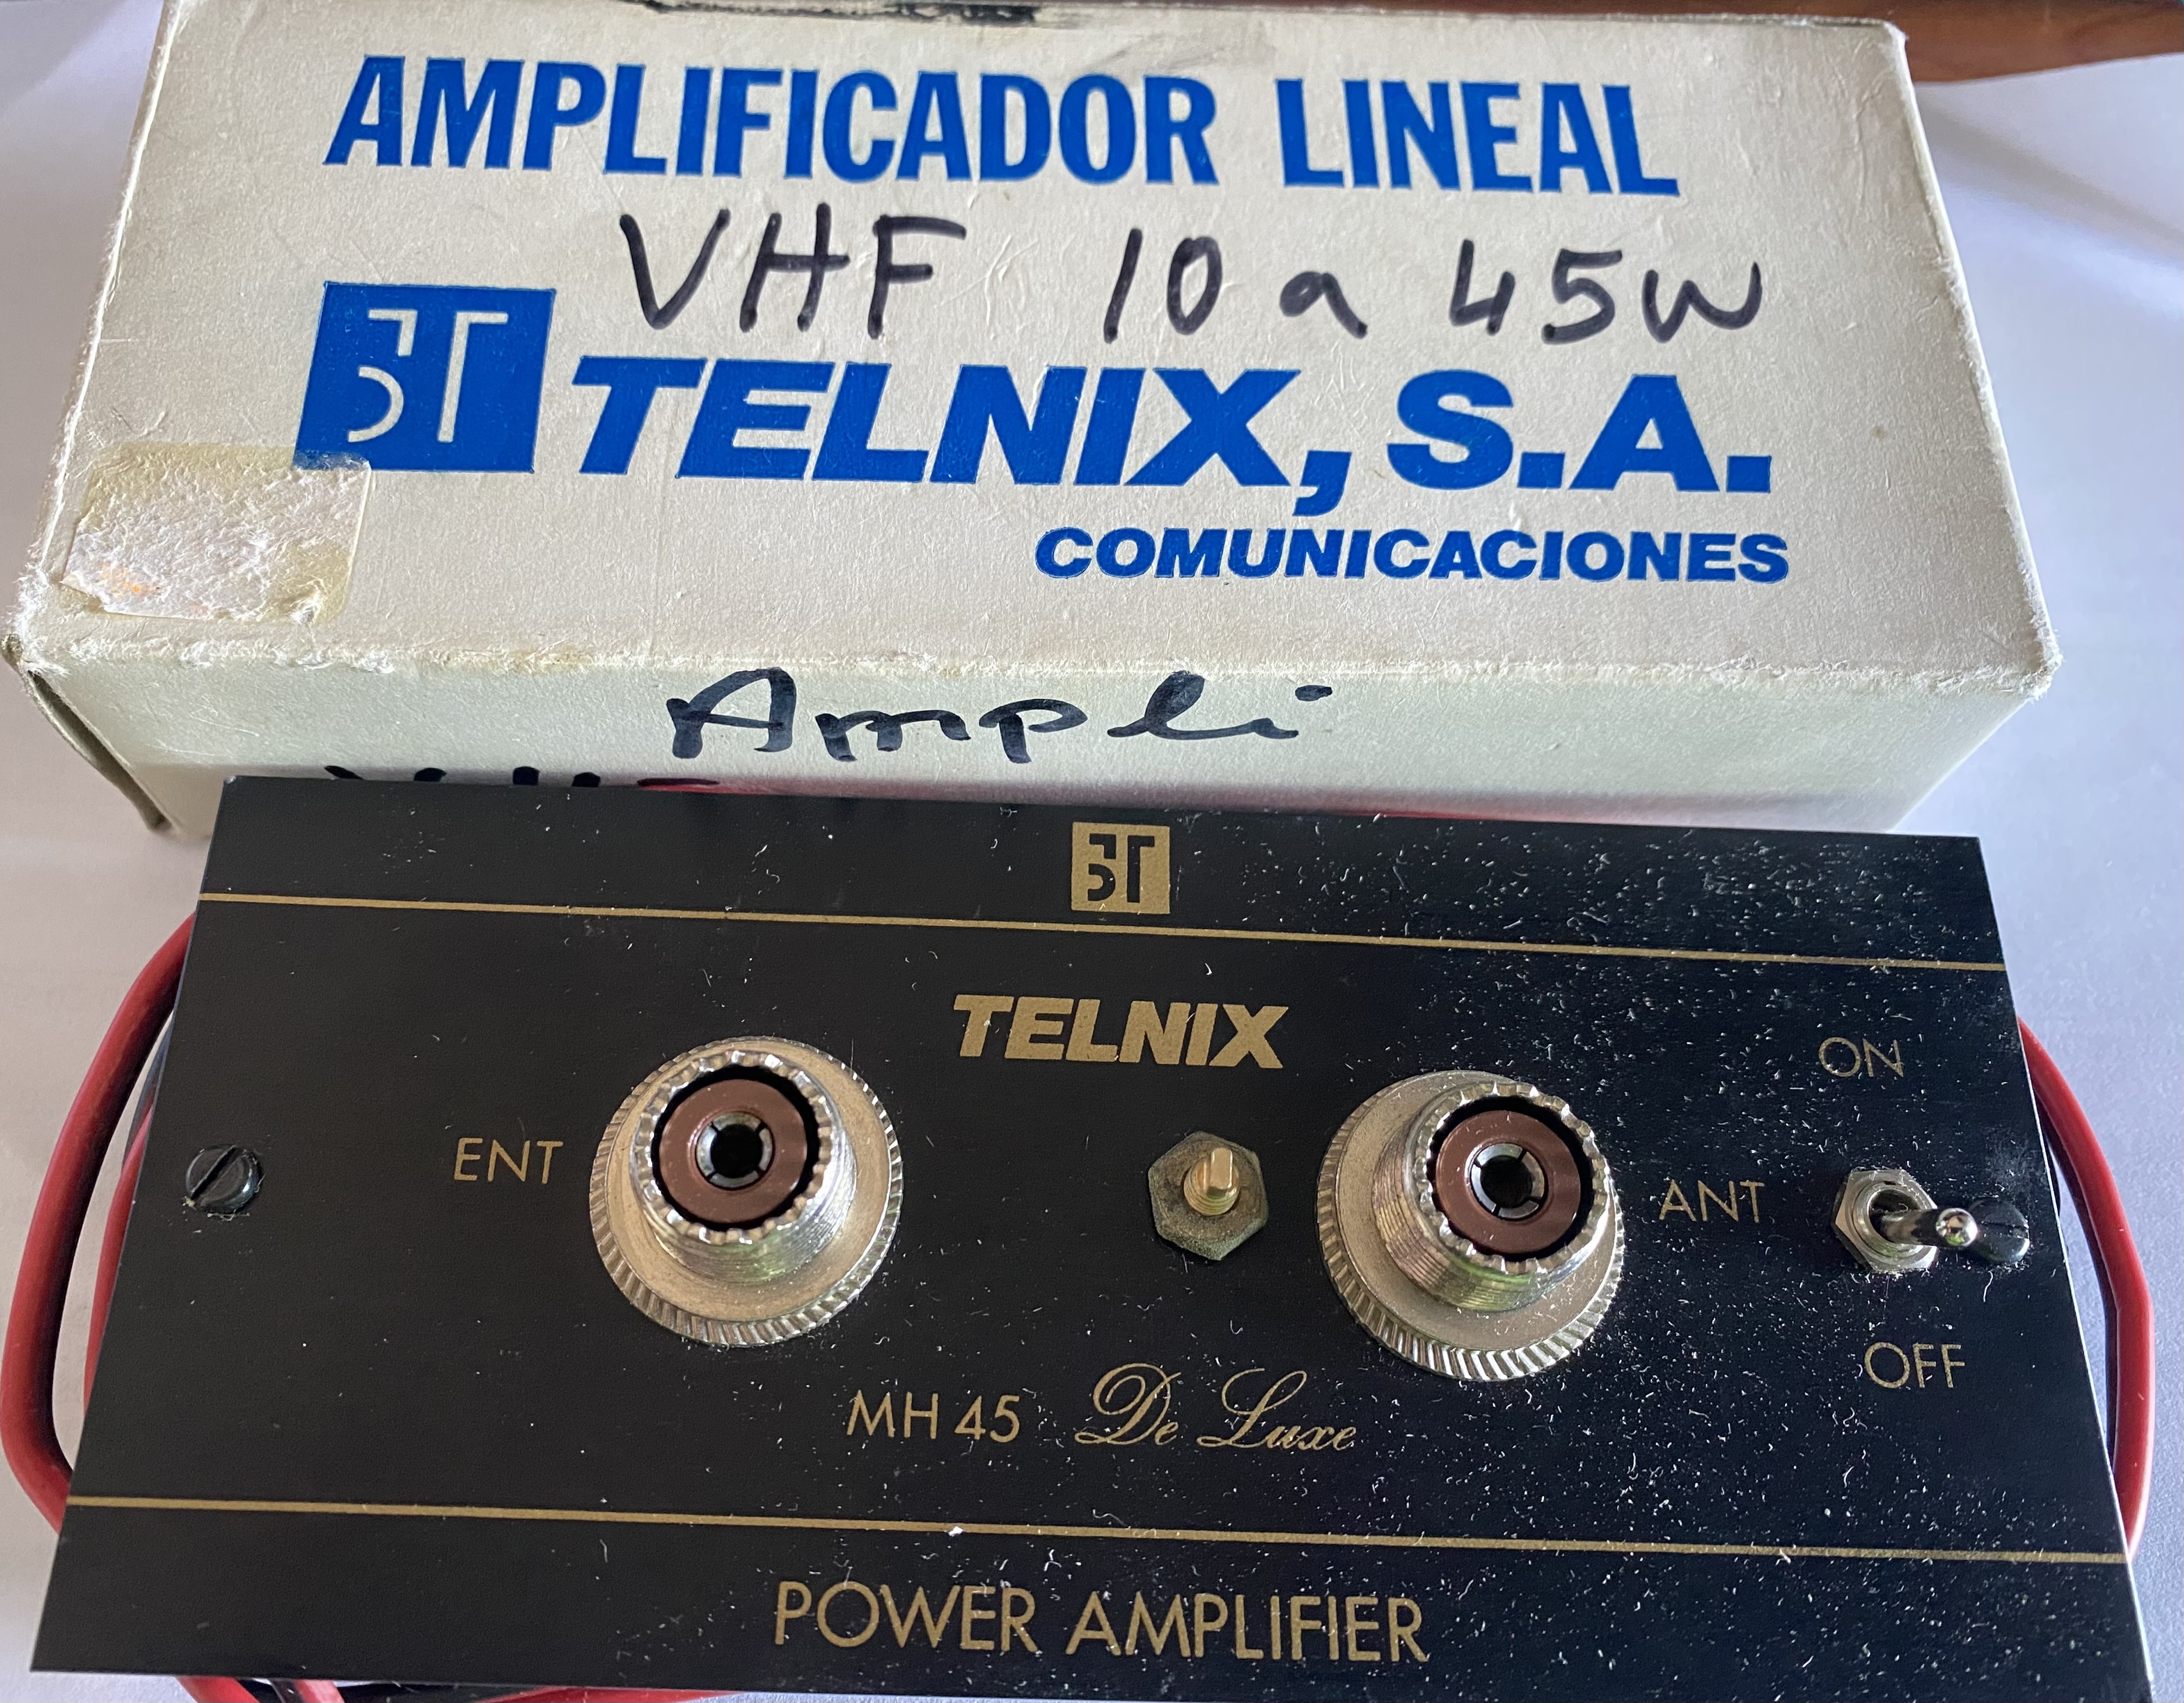 AMPLIFICADOR LINEAL
VHF 10 a 45W
TELNIX, S.A.
COMUNICACIONES
Ampli
TELNIX
ON
ENT
ANT
OFF
MH 45 De Luxe
POWER AMPLIFIER